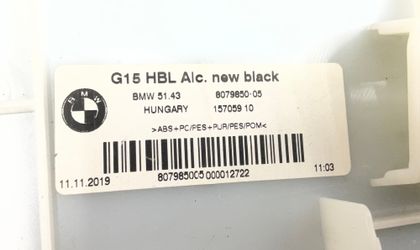 G15 HBL Alc. new black
BMW 51.43 8079850-05
HUNGARY 157059 10
>ABS+PC/PES+PUR/PES/POM<
BMW
11.11.2019 807985005 000012722 11:03